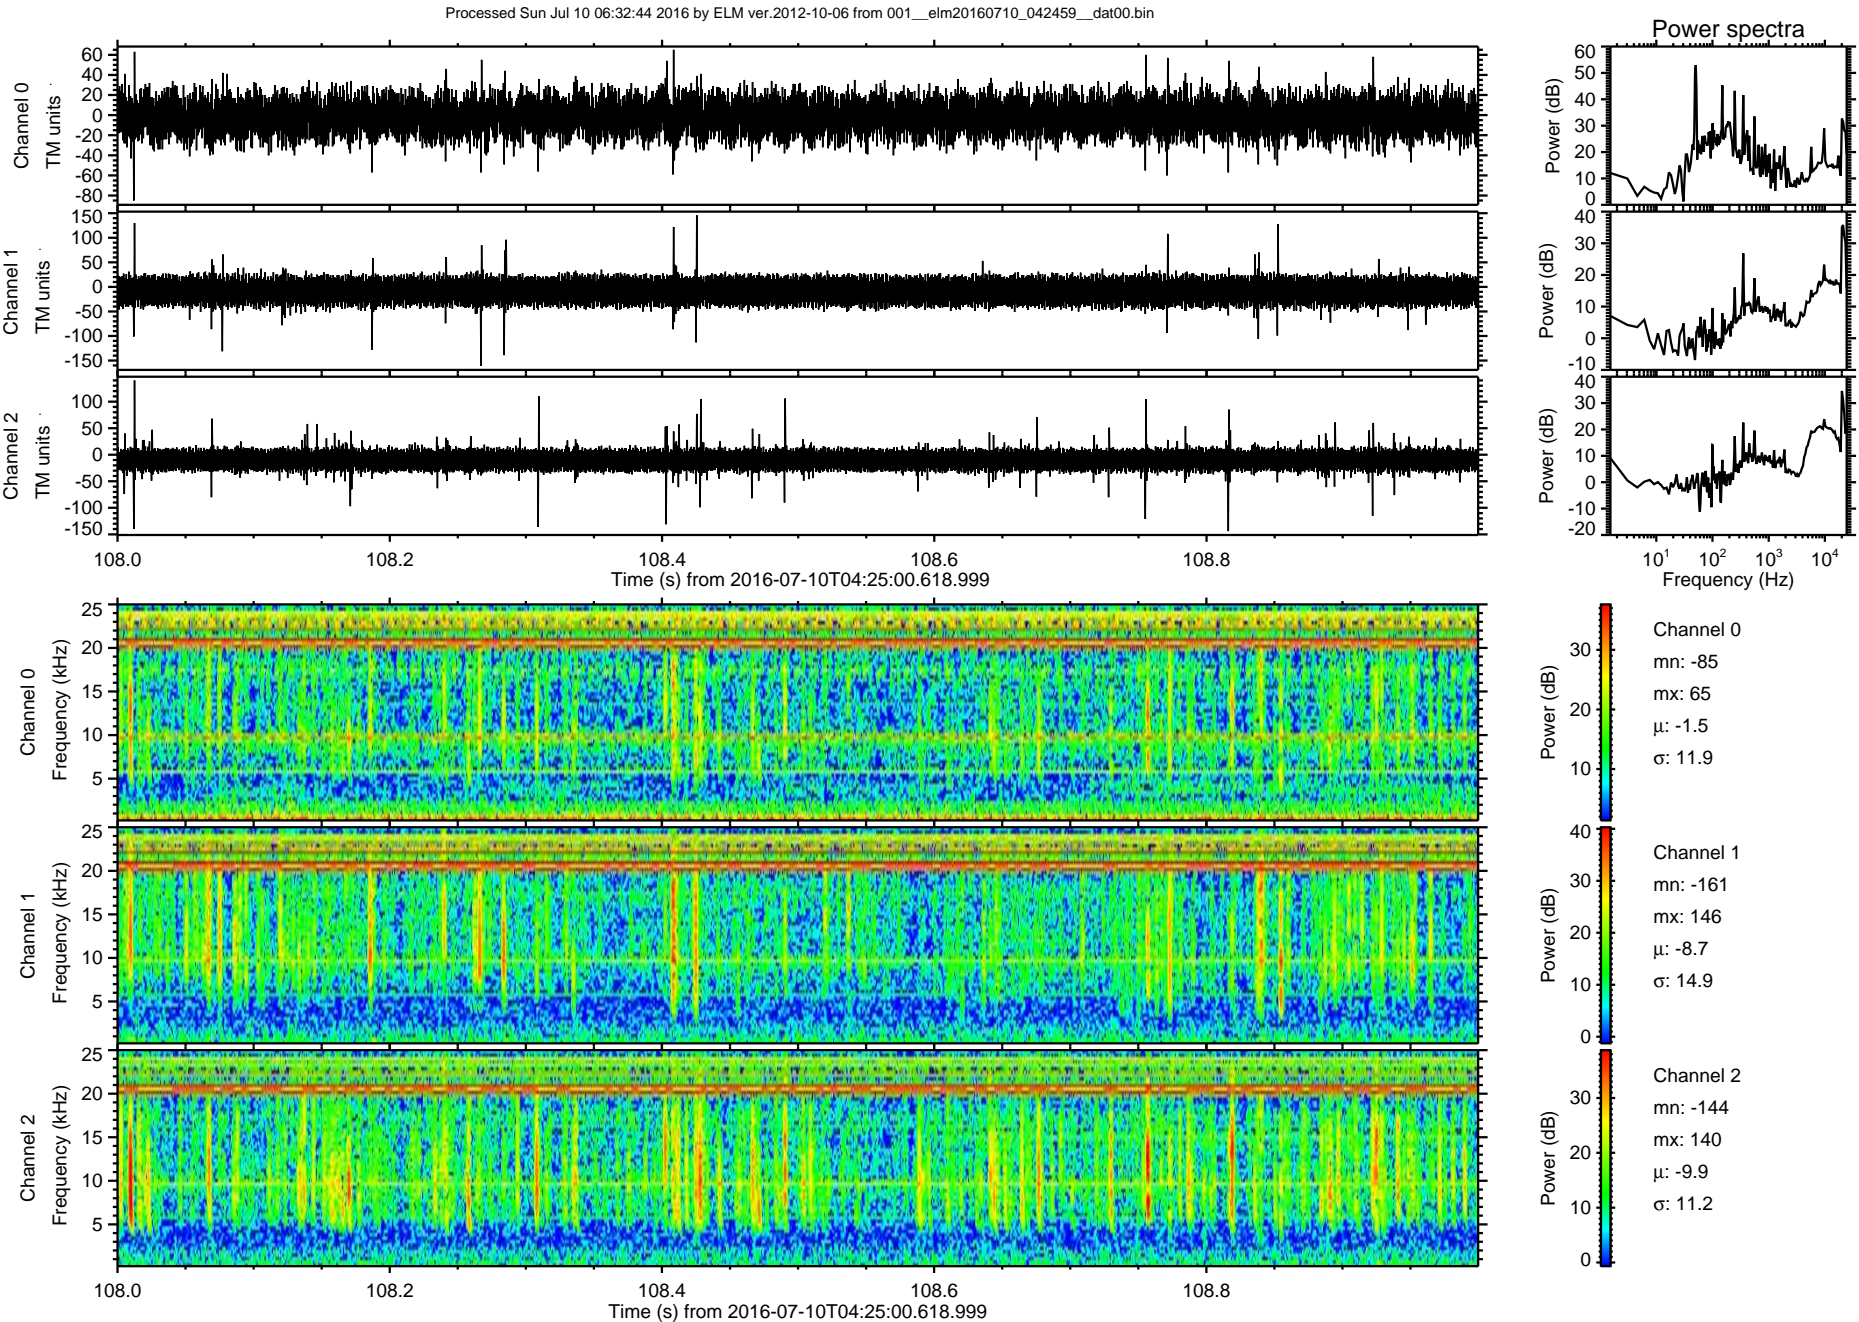 Processed Sun Jul 10 06:32:44 2016 by ELM ver.2012-10-06 from 001__elm20160710_042459__dat00.bin
Power spectra
Channel 0
TM units
60
40
20
0
-20
-40
-60
-80
Power (dB)
60
50
40
30
20
10
0
Channel 1
TM units
150
100
50
0
-50
-100
-150
Power (dB)
40
30
20
10
0
-10
Channel 2
TM units
100
50
0
-50
-100
-150
Power (dB)
40
30
20
10
0
-10
-20
108.0 108.2 108.4 108.6 108.8
Time (s) from 2016-07-10T04:25:00.618.999
10^1 10^2 10^3 10^4
Frequency (Hz)
Channel 0
Frequency (kHz)
25
20
15
10
5
Power (dB)
30
20
10
Channel 0
mn: -85
mx: 65
μ: -1.5
σ: 11.9
Channel 1
Frequency (kHz)
25
20
15
10
5
Power (dB)
40
30
20
10
0
Channel 1
mn: -161
mx: 146
μ: -8.7
σ: 14.9
Channel 2
Frequency (kHz)
25
20
15
10
5
Power (dB)
30
20
10
0
Channel 2
mn: -144
mx: 140
μ: -9.9
σ: 11.2
108.0 108.2 108.4 108.6 108.8
Time (s) from 2016-07-10T04:25:00.618.999